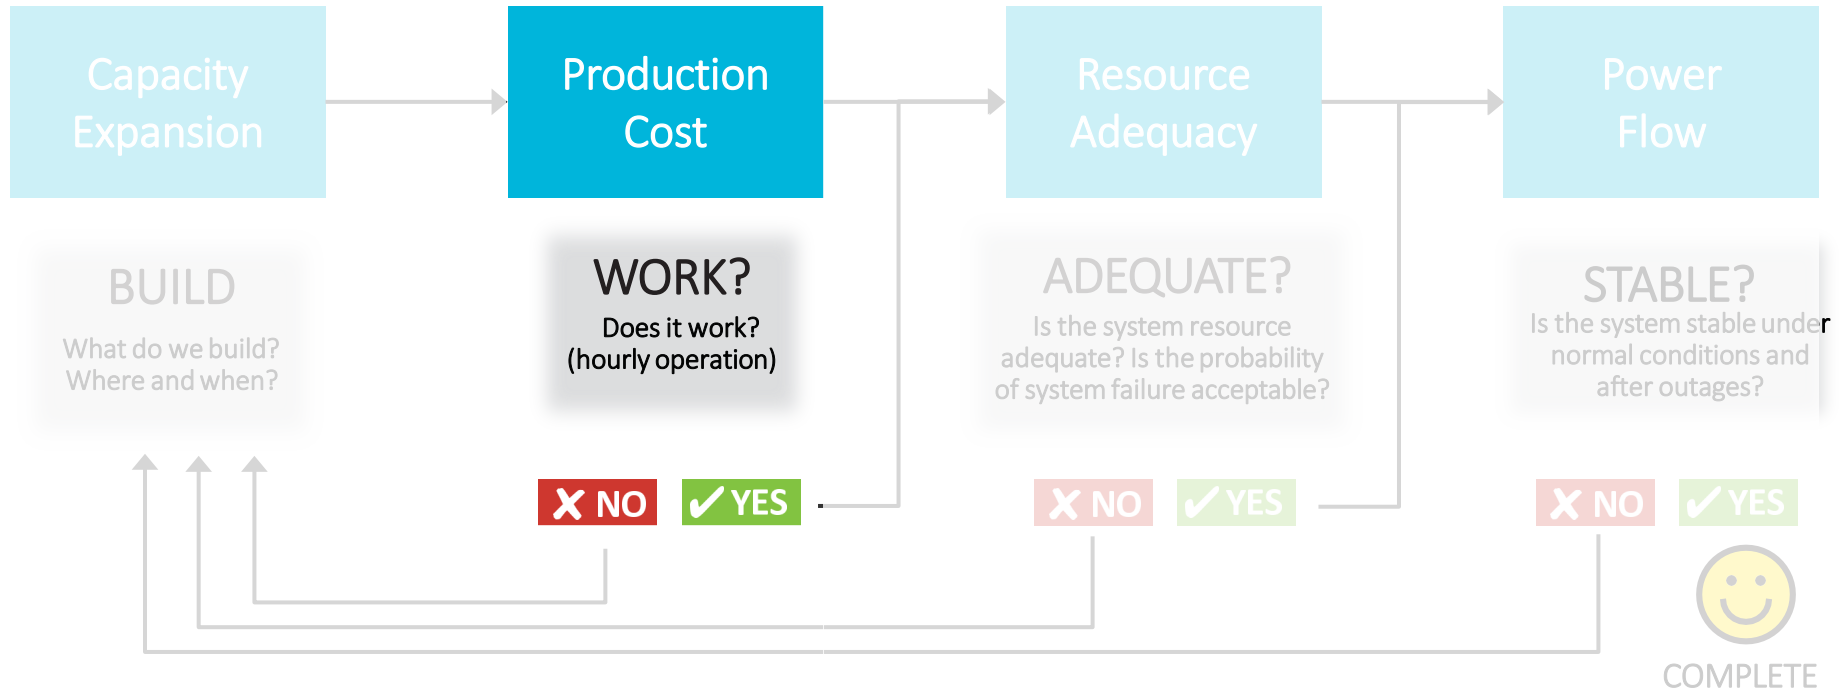 Capacity
Expansion
Production
Cost
Resource
Adequacy
Power
Flow
BUILD
What do we build?
Where and when?
WORK?
Does it work?
(hourly operation)
ADEQUATE?
Is the system resource
adequate? Is the probability
of system failure acceptable?
STABLE?
Is the system stable under
normal conditions and
after outages?
✘ NO
✔ YES
✘ NO
✔ YES
✘ NO
✔ YES
COMPLETE